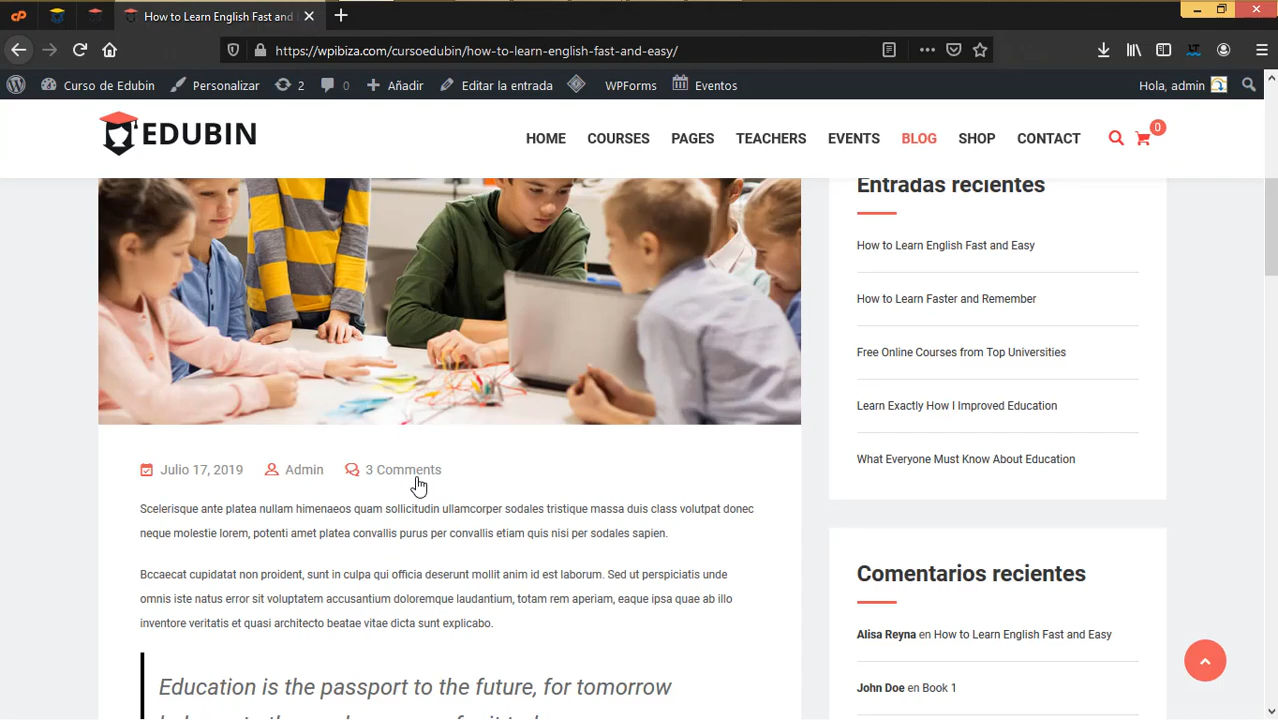 How to Learn English Fast and
https://wpibiza.com/cursoedubin/how-to-learn-english-fast-and-easy/
Curso de Edubin Personalizar 2 0 Añadir Editar la entrada WPForms Eventos Hola, admin
EDUBIN
HOME COURSES PAGES TEACHERS EVENTS BLOG SHOP CONTACT 0
Entradas recientes
How to Learn English Fast and Easy
How to Learn Faster and Remember
Free Online Courses from Top Universities
Learn Exactly How I Improved Education
What Everyone Must Know About Education
Julio 17, 2019 Admin 3 Comments
Scelerisque ante platea nullam himenaeos quam sollicitudin ullamcorper sodales tristique massa duis class volutpat donec
neque molestie lorem, potenti amet platea convallis purus per convallis etiam quis nisi per sodales sapien.
Bccaecat cupidatat non proident, sunt in culpa qui officia deserunt mollit anim id est laborum. Sed ut perspiciatis unde
omnis iste natus error sit voluptatem accusantium doloremque laudantium, totam rem aperiam, eaque ipsa quae ab illo
inventore veritatis et quasi architecto beatae vitae dicta sunt explicabo.
Education is the passport to the future, for tomorrow
Comentarios recientes
Alisa Reyna en How to Learn English Fast and Easy
John Doe en Book 1